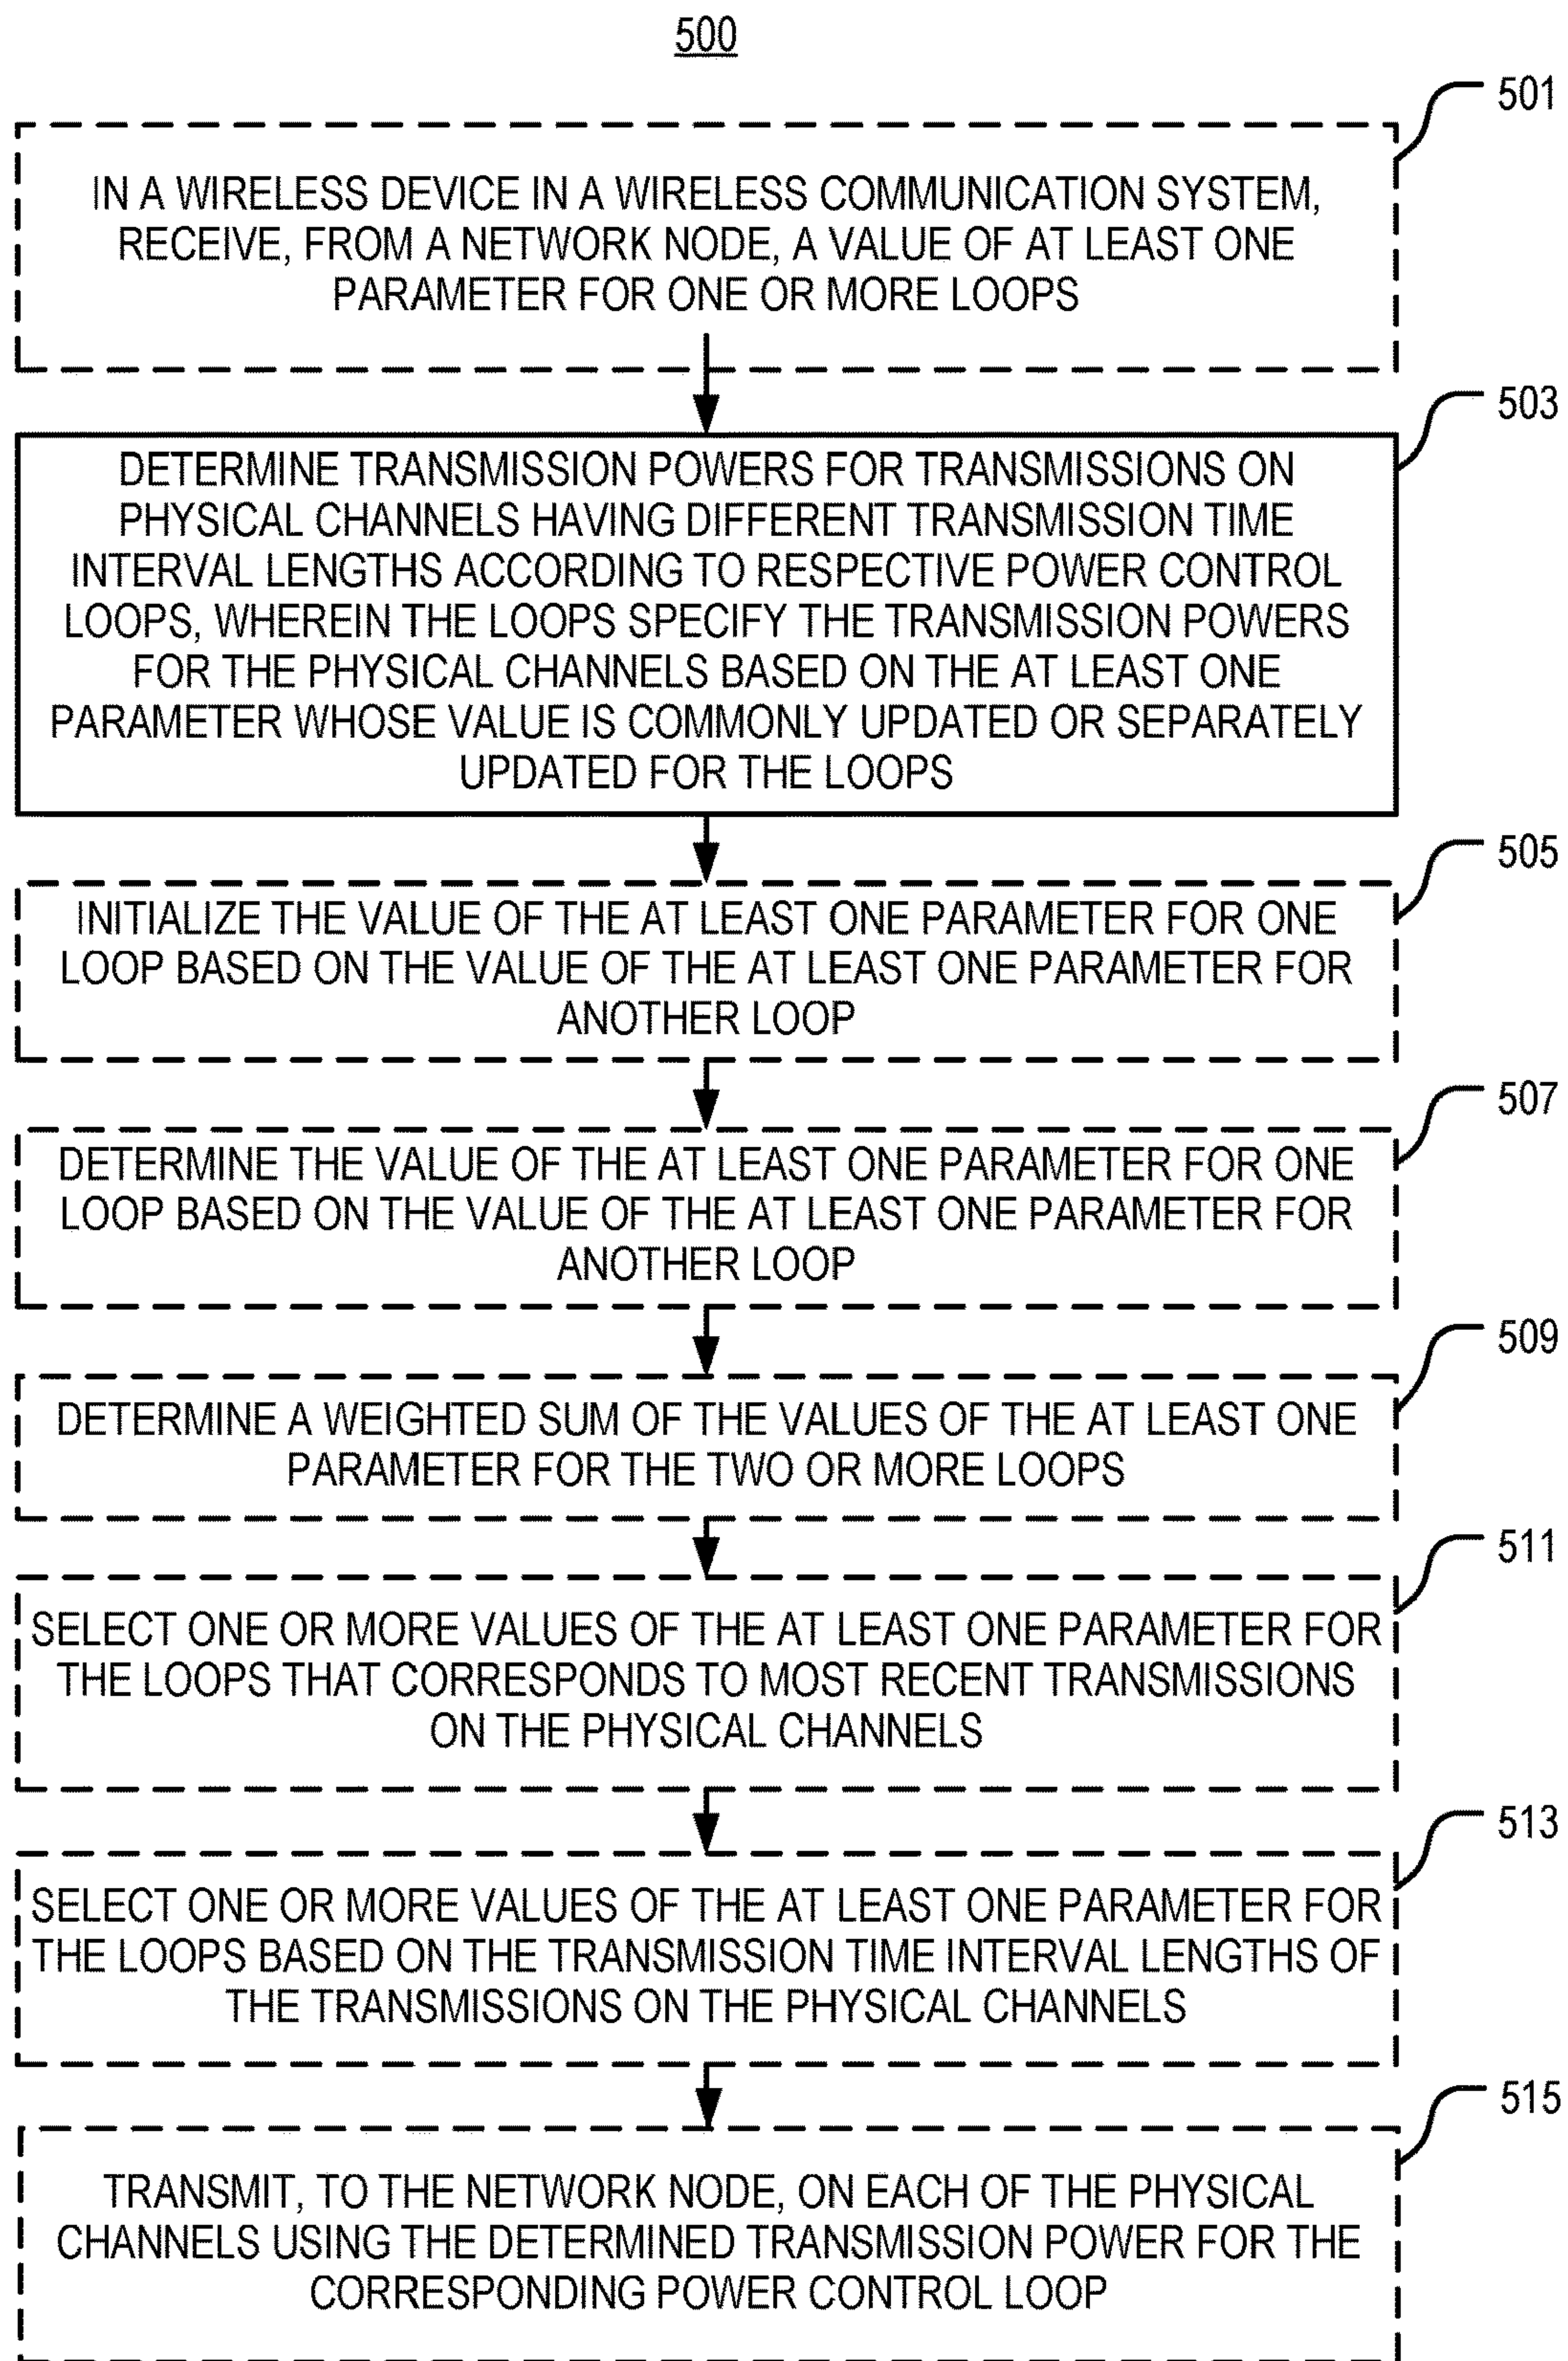 500
501
IN A WIRELESS DEVICE IN A WIRELESS COMMUNICATION SYSTEM,
RECEIVE, FROM A NETWORK NODE, A VALUE OF AT LEAST ONE
PARAMETER FOR ONE OR MORE LOOPS
503
DETERMINE TRANSMISSION POWERS FOR TRANSMISSIONS ON
PHYSICAL CHANNELS HAVING DIFFERENT TRANSMISSION TIME
INTERVAL LENGTHS ACCORDING TO RESPECTIVE POWER CONTROL
LOOPS, WHEREIN THE LOOPS SPECIFY THE TRANSMISSION POWERS
FOR THE PHYSICAL CHANNELS BASED ON THE AT LEAST ONE
PARAMETER WHOSE VALUE IS COMMONLY UPDATED OR SEPARATELY
UPDATED FOR THE LOOPS
505
INITIALIZE THE VALUE OF THE AT LEAST ONE PARAMETER FOR ONE
LOOP BASED ON THE VALUE OF THE AT LEAST ONE PARAMETER FOR
ANOTHER LOOP
507
DETERMINE THE VALUE OF THE AT LEAST ONE PARAMETER FOR ONE
LOOP BASED ON THE VALUE OF THE AT LEAST ONE PARAMETER FOR
ANOTHER LOOP
509
DETERMINE A WEIGHTED SUM OF THE VALUES OF THE AT LEAST ONE
PARAMETER FOR THE TWO OR MORE LOOPS
511
SELECT ONE OR MORE VALUES OF THE AT LEAST ONE PARAMETER FOR
THE LOOPS THAT CORRESPONDS TO MOST RECENT TRANSMISSIONS
ON THE PHYSICAL CHANNELS
513
SELECT ONE OR MORE VALUES OF THE AT LEAST ONE PARAMETER FOR
THE LOOPS BASED ON THE TRANSMISSION TIME INTERVAL LENGTHS OF
THE TRANSMISSIONS ON THE PHYSICAL CHANNELS
515
TRANSMIT, TO THE NETWORK NODE, ON EACH OF THE PHYSICAL
CHANNELS USING THE DETERMINED TRANSMISSION POWER FOR THE
CORRESPONDING POWER CONTROL LOOP